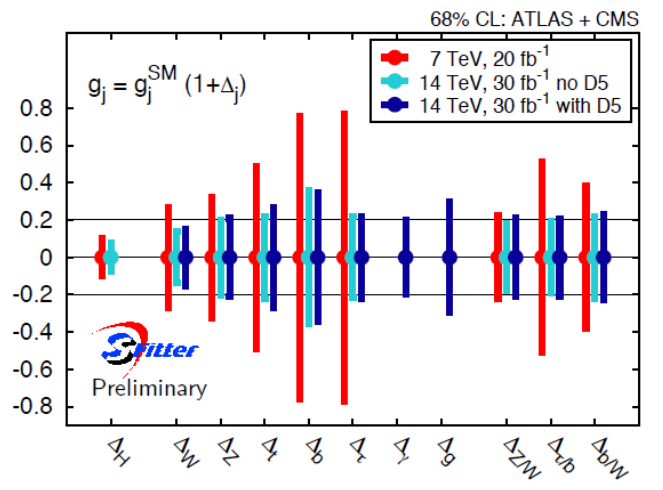 68% CL: ATLAS + CMS
g_j = g_j^SM (1+Δ_j)
7 TeV, 20 fb⁻¹
14 TeV, 30 fb⁻¹ no D5
14 TeV, 30 fb⁻¹ with D5
0.8
0.6
0.4
0.2
0
-0.2
-0.4
-0.6
-0.8
SFitter
Preliminary
Δ_H
Δ_W
Δ_Z
Δ_t
Δ_b
Δ_τ
Δ_γ
Δ_g
Δ_Z/W
Δ_τ/b
Δ_b/W